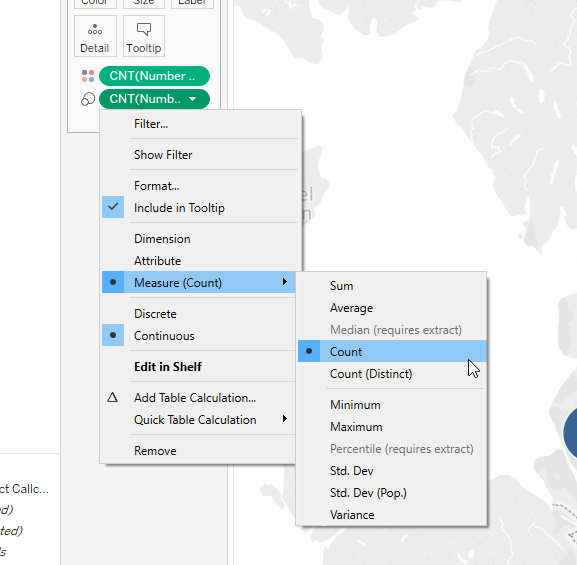 Color
Size
Label
Detail
Tooltip
CNT(Number ..
CNT(Numb..
Filter...
Show Filter
Format...
Include in Tooltip
Dimension
Attribute
Measure (Count)
Discrete
Continuous
Edit in Shelf
Add Table Calculation...
Quick Table Calculation
Remove
Sum
Average
Median (requires extract)
Count
Count (Distinct)
Minimum
Maximum
Percentile (requires extract)
Std. Dev
Std. Dev (Pop.)
Variance
el
n
ct Callc...
d)
ted)
ls